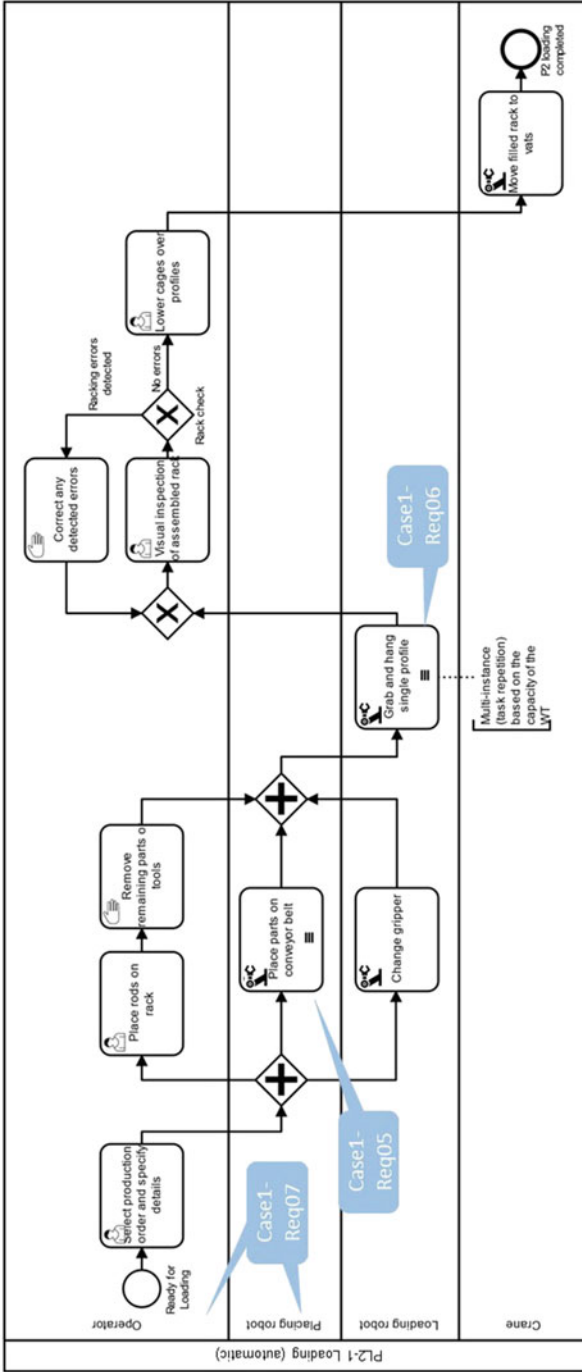 PL2-1 Loading (automatic)
Operator
Placing robot
Loading robot
Crane
Ready for
Loading
Select production
order and specify
details
Place rods on
rack
Remove
remaining parts o
tools
Place parts on
conveyor belt
Change gripper
Grab and hang
single profile
Multi-instance
(task repetition)
based on the
capacity of the
WT
Correct any
detected errors
Visual inspection
of assembled rack
Racking errors
detected
No errors
Rack check
Lower cages over
profiles
Move filled rack to
vats
P2 loading
completed
Case1-
Req07
Case1-
Req05
Case1-
Req06